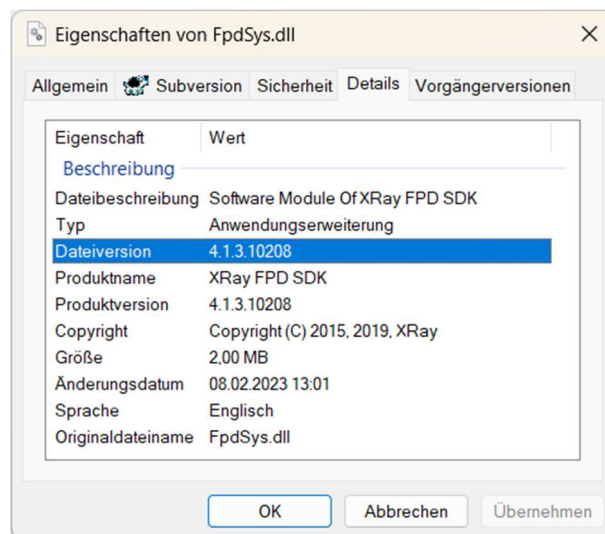 Eigenschaften von FpdSys.dll
Allgemein Subversion Sicherheit Details Vorgängerversionen
Eigenschaft Wert
Beschreibung
Dateibeschreibung Software Module Of XRay FPD SDK
Typ Anwendungserweiterung
Dateiversion 4.1.3.10208
Produktname XRay FPD SDK
Produktversion 4.1.3.10208
Copyright Copyright (C) 2015, 2019, XRay
Größe 2,00 MB
Änderungsdatum 08.02.2023 13:01
Sprache Englisch
Originaldateiname FpdSys.dll
OK Abbrechen Übernehmen